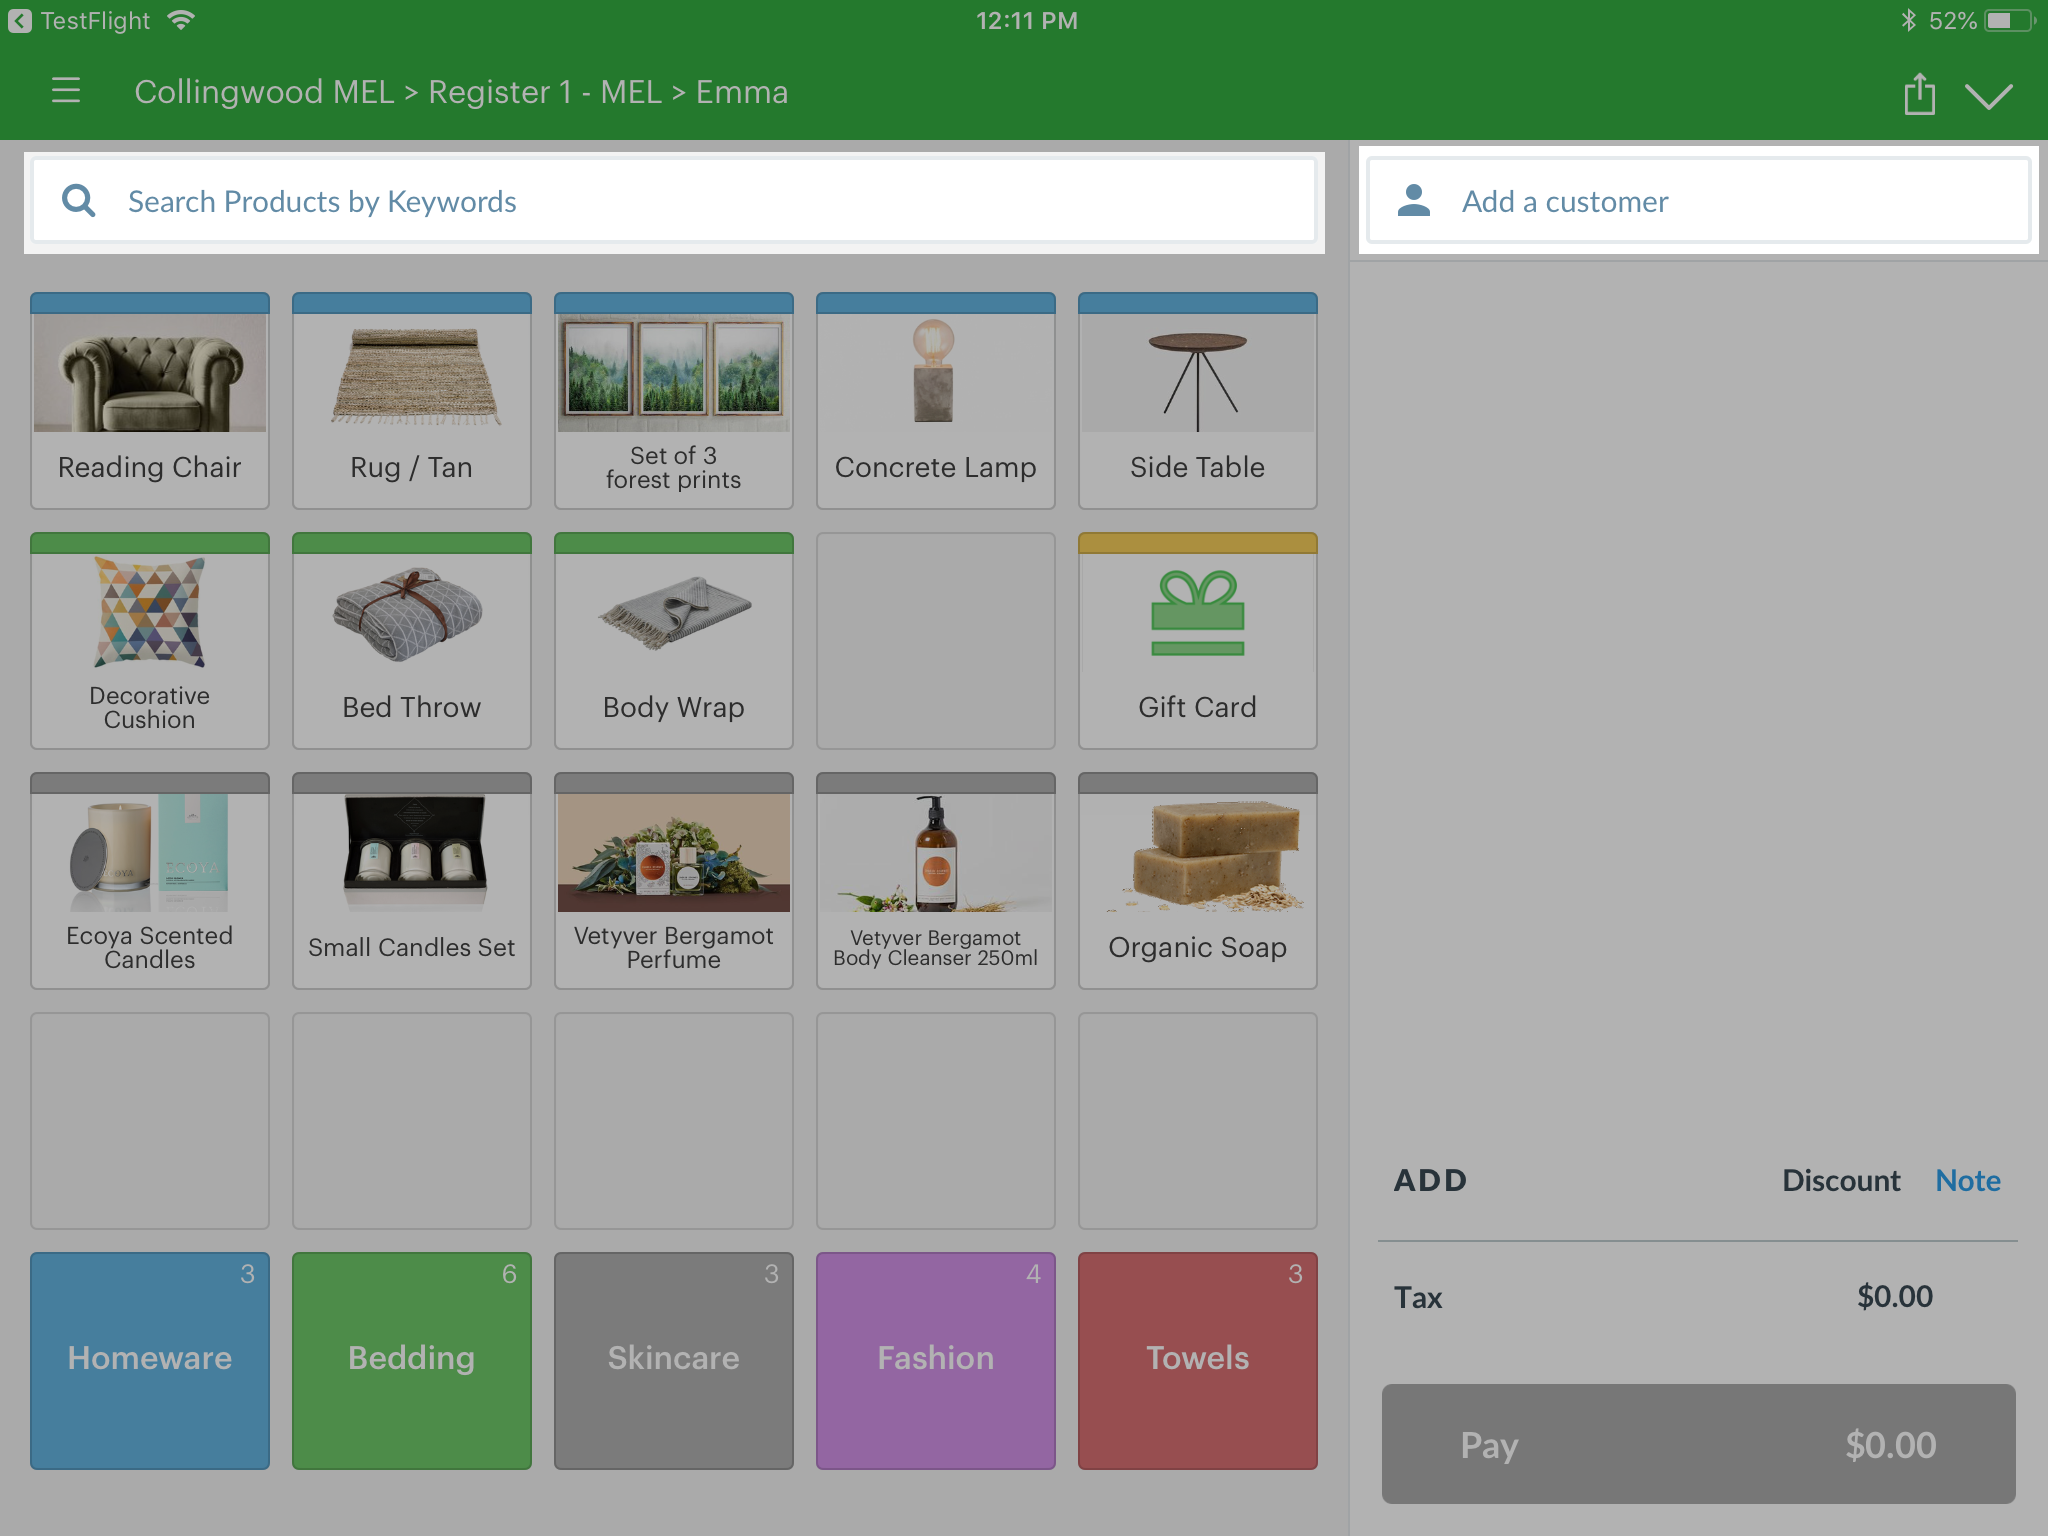 TestFlight
12:11 PM
52%
Collingwood MEL > Register 1 - MEL > Emma
Search Products by Keywords
Add a customer
Reading Chair
Rug / Tan
Set of 3
forest prints
Concrete Lamp
Side Table
Decorative
Cushion
Bed Throw
Body Wrap
Gift Card
ECOYA
ECOYA
Ecoya Scented
Candles
Small Candles Set
Vetyver Bergamot
Perfume
Vetyver Bergamot
Body Cleanser 250ml
Organic Soap
ADD
Discount
Note
3
Homeware
6
Bedding
3
Skincare
4
Fashion
3
Towels
Tax
$0.00
Pay
$0.00